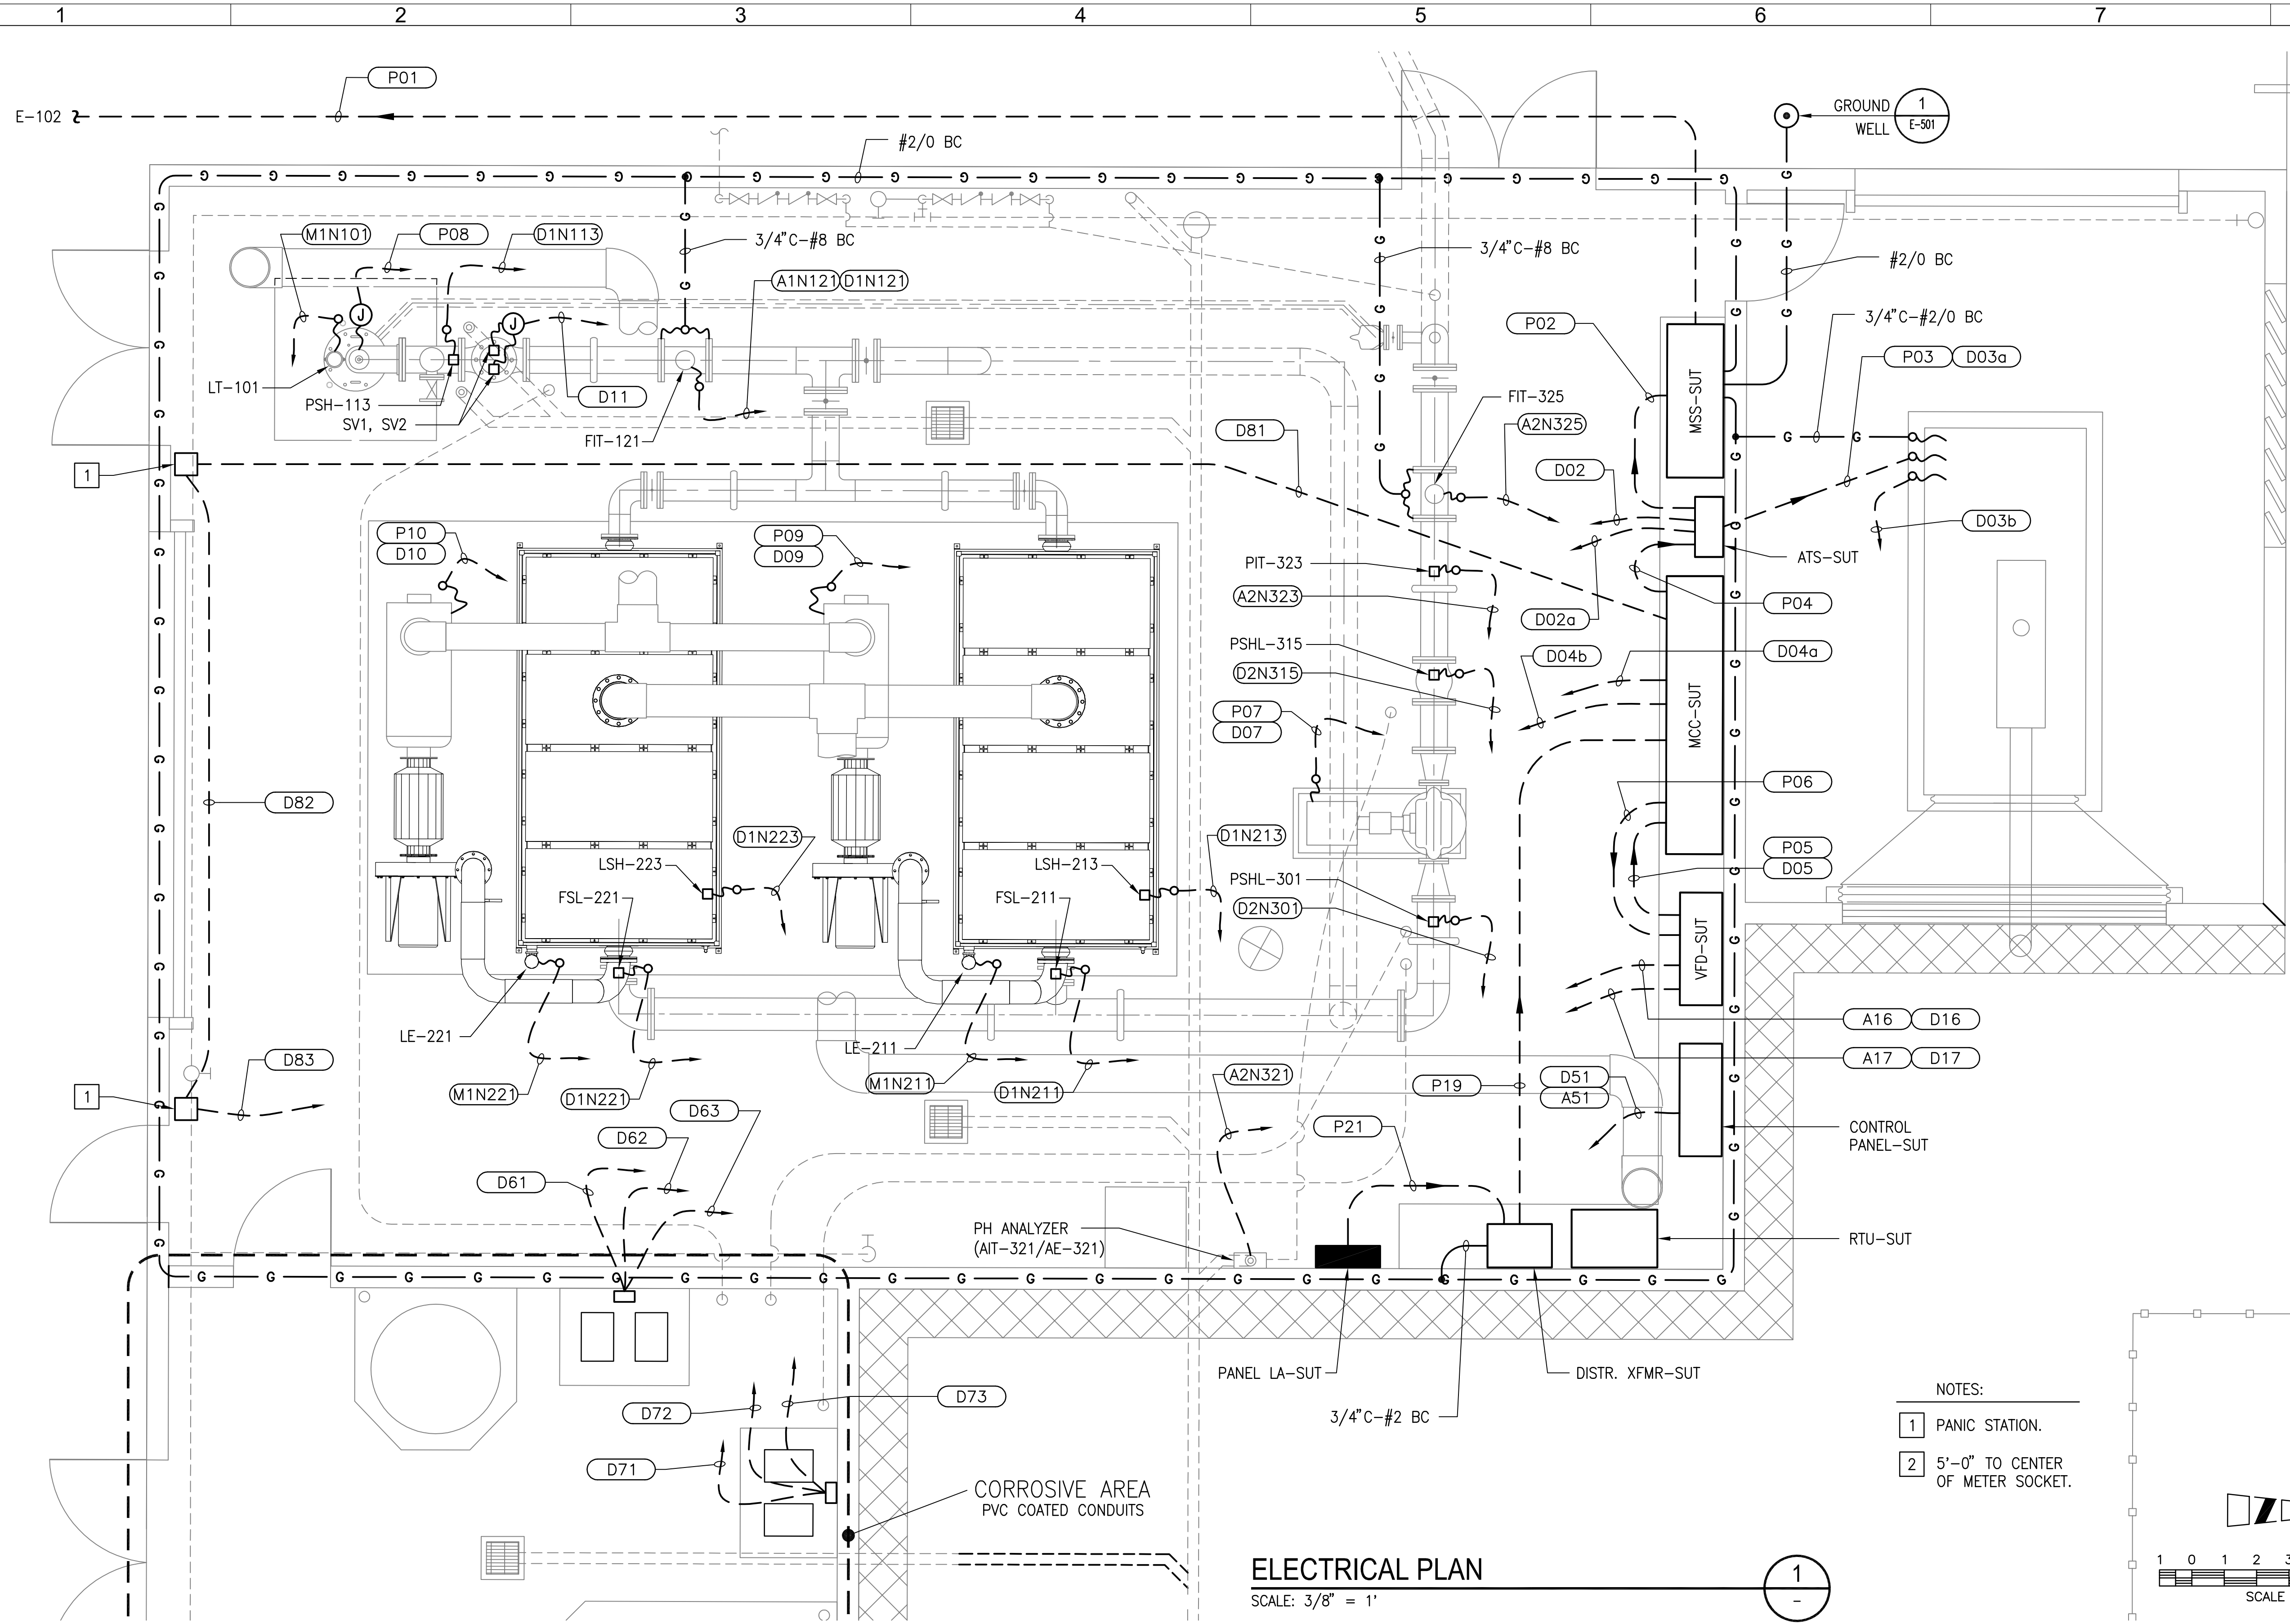 1 2 3 4 5 6 7
P01
E-102
GROUND
WELL
1
E-501
#2/0 BC
M1N101
P08
D1N113
3/4"C-#8 BC
3/4"C-#8 BC
#2/0 BC
A1N121 D1N121
3/4"C-#2/0 BC
P02
P03 D03a
J
J
LT-101
PSH-113
SV1, SV2
D11
FIT-121
FIT-325
MSS-SUT
A2N325
D81
1
D02
D03b
P10
D10
P09
D09
ATS-SUT
PIT-323
A2N323
P04
D02a
PSHL-315
D2N315
D04b
D04a
P07
D07
MCC-SUT
P06
D82
D1N223
D1N213
LSH-223
LSH-213
P05
D05
FSL-221
FSL-211
PSHL-301
D2N301
VFD-SUT
LE-221
LE-211
A16 D16
A17 D17
D83
M1N221
D1N221
M1N211
D1N211
A2N321
P19
D51
A51
1
D63
D62
P21
CONTROL
PANEL-SUT
D61
PH ANALYZER
(AIT-321/AE-321)
RTU-SUT
G G G G G G G G G G G G G G G G G G G G G G G
PANEL LA-SUT
DISTR. XFMR-SUT
D73
D72
3/4"C-#2 BC
D71
CORROSIVE AREA
PVC COATED CONDUITS
NOTES:
1 PANIC STATION.
2 5'-0" TO CENTER
OF METER SOCKET.
ELECTRICAL PLAN
SCALE: 3/8" = 1'
1
-
1 0 1 2 3
SCALE